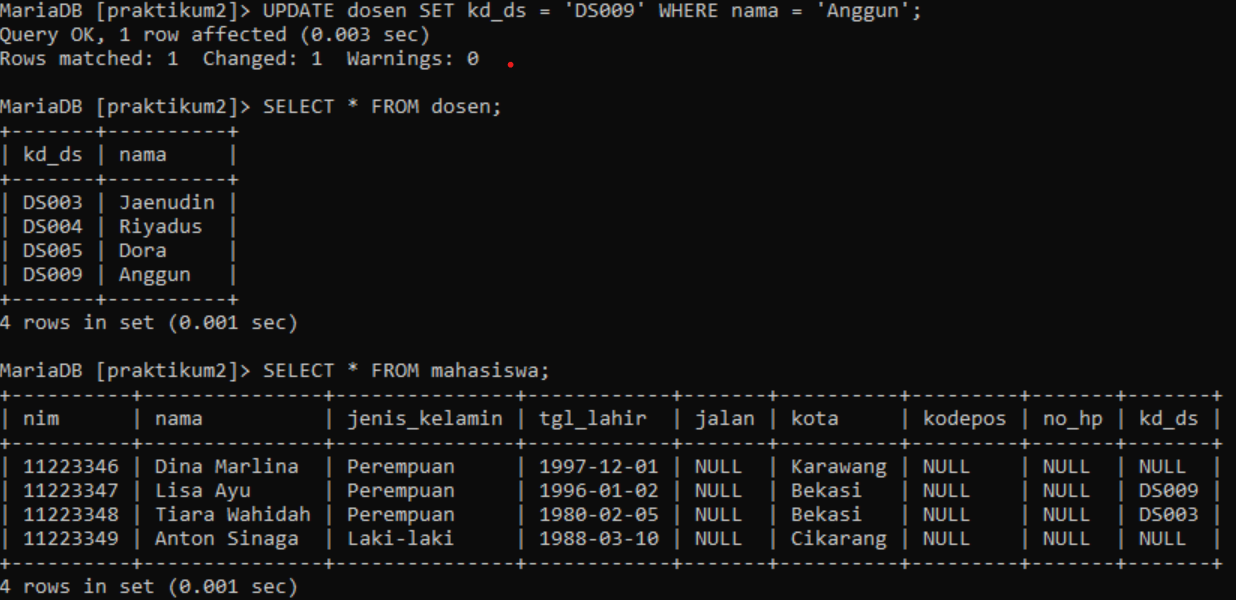 MariaDB [praktikum2]> UPDATE dosen SET kd_ds = 'DS009' WHERE nama = 'Anggun';
Query OK, 1 row affected (0.003 sec)
Rows matched: 1  Changed: 1  Warnings: 0
MariaDB [praktikum2]> SELECT * FROM dosen;
+-------+----------+
| kd_ds | nama     |
+-------+----------+
| DS003 | Jaenudin |
| DS004 | Riyadus  |
| DS005 | Dora     |
| DS009 | Anggun   |
+-------+----------+
4 rows in set (0.001 sec)
MariaDB [praktikum2]> SELECT * FROM mahasiswa;
+----------+---------------+---------------+------------+-------+----------+---------+-------+-------+
| nim      | nama          | jenis_kelamin | tgl_lahir  | jalan | kota     | kodepos | no_hp | kd_ds |
+----------+---------------+---------------+------------+-------+----------+---------+-------+-------+
| 11223346 | Dina Marlina  | Perempuan     | 1997-12-01 | NULL  | Karawang | NULL    | NULL  | NULL  |
| 11223347 | Lisa Ayu      | Perempuan     | 1996-01-02 | NULL  | Bekasi   | NULL    | NULL  | DS009 |
| 11223348 | Tiara Wahidah | Perempuan     | 1980-02-05 | NULL  | Bekasi   | NULL    | NULL  | DS003 |
| 11223349 | Anton Sinaga  | Laki-laki     | 1988-03-10 | NULL  | Cikarang | NULL    | NULL  | NULL  |
+----------+---------------+---------------+------------+-------+----------+---------+-------+-------+
4 rows in set (0.001 sec)